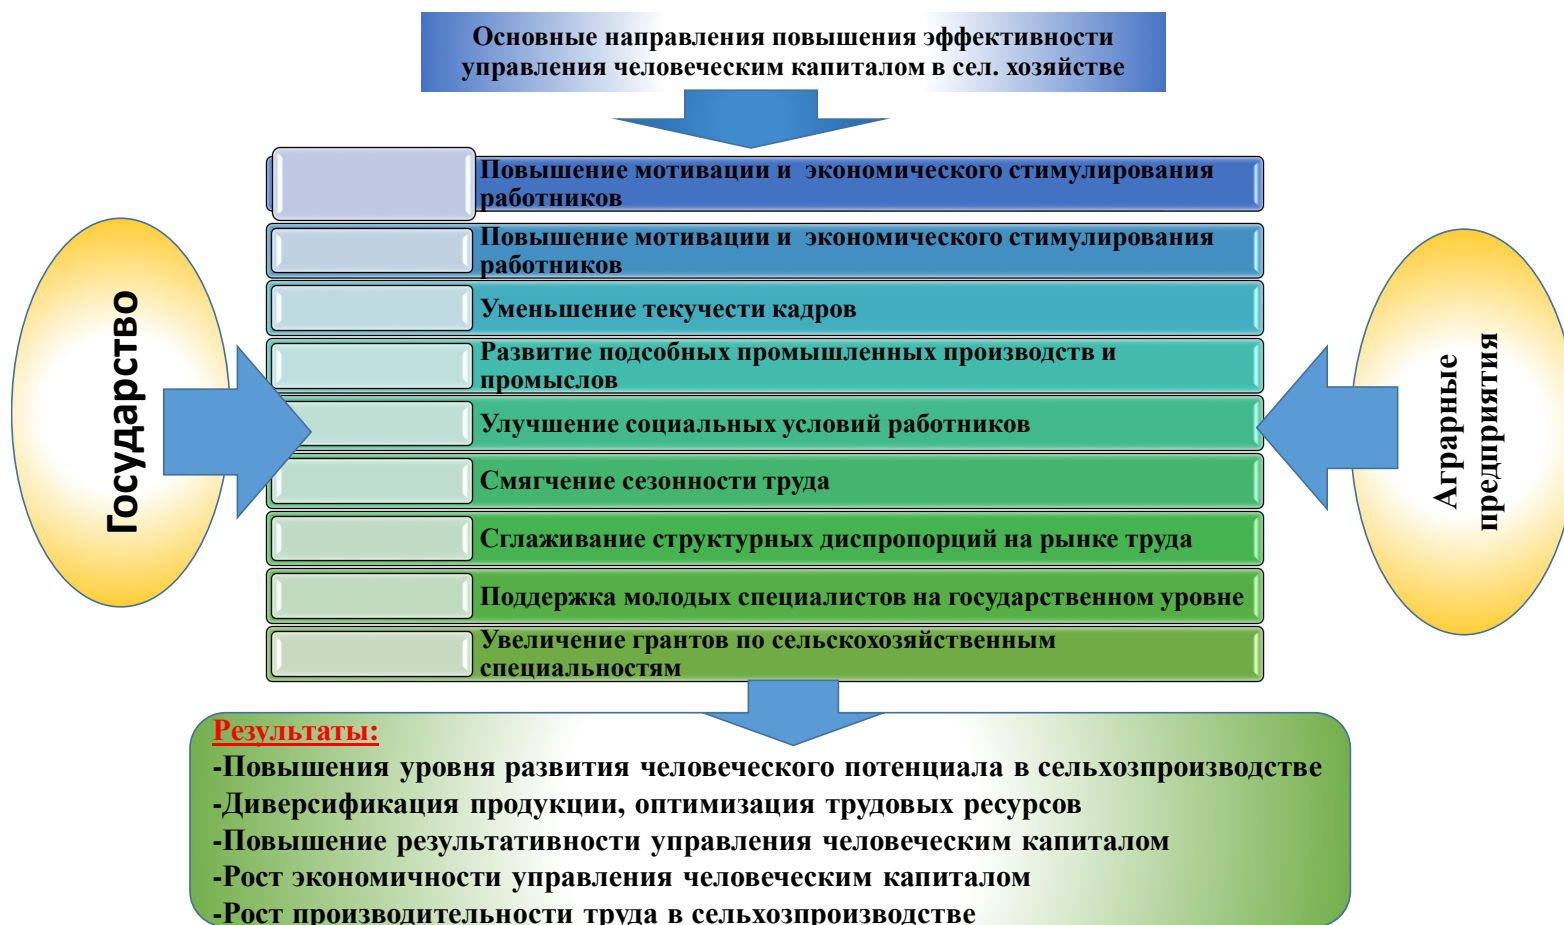 Основные направления повышения эффективности
управления человеческим капиталом в сел. хозяйстве
Повышение мотивации и  экономического стимулирования
работников
Повышение мотивации и  экономического стимулирования
работников
Уменьшение текучести кадров
Развитие подсобных промышленных производств и
промыслов
Улучшение социальных условий работников
Смягчение сезонности труда
Сглаживание структурных диспропорций на рынке труда
Поддержка молодых специалистов на государственном уровне
Увеличение грантов по сельскохозяйственным
специальностям
Государство
Аграрные
предприятия
Результаты:
-Повышения уровня развития человеческого потенциала в сельхозпроизводстве
-Диверсификация продукции, оптимизация трудовых ресурсов
-Повышение результативности управления человеческим капиталом
-Рост экономичности управления человеческим капиталом
-Рост производительности труда в сельхозпроизводстве